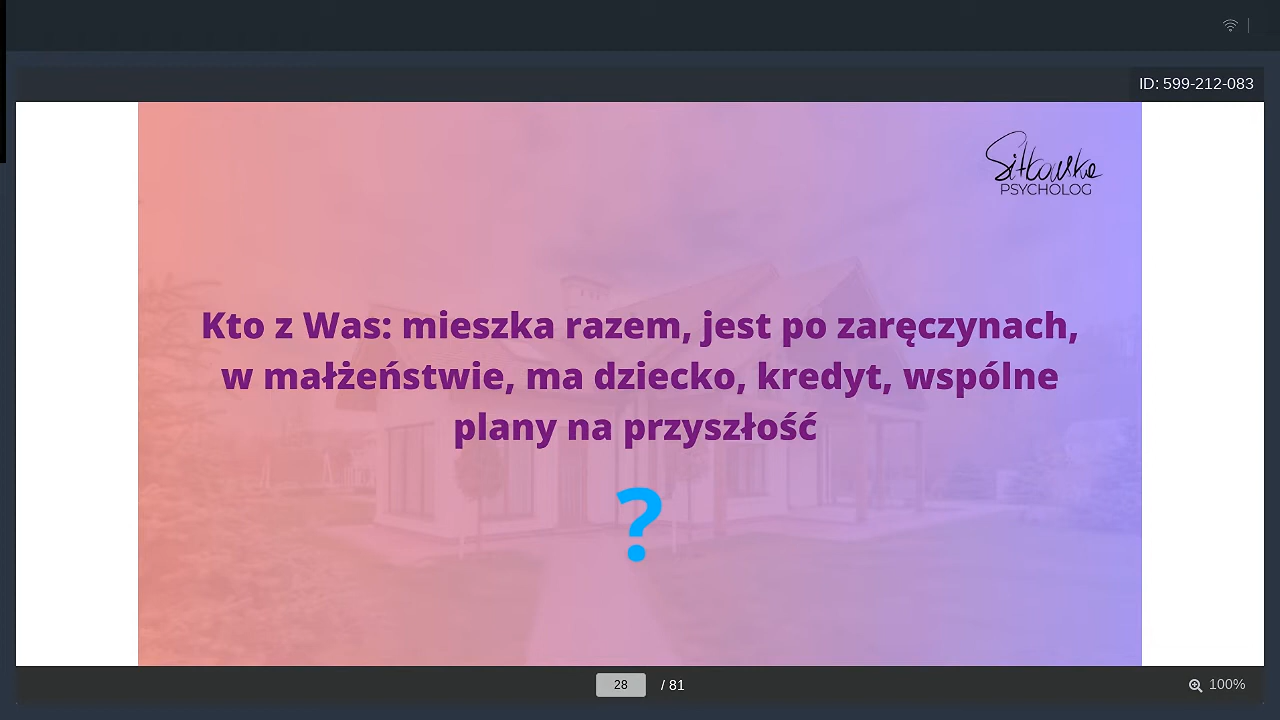 ID: 599-212-083
Siłkowska
PSYCHOLOG
Kto z Was: mieszka razem, jest po zaręczynach,
w małżeństwie, ma dziecko, kredyt, wspólne
plany na przyszłość
?
28 / 81
100%